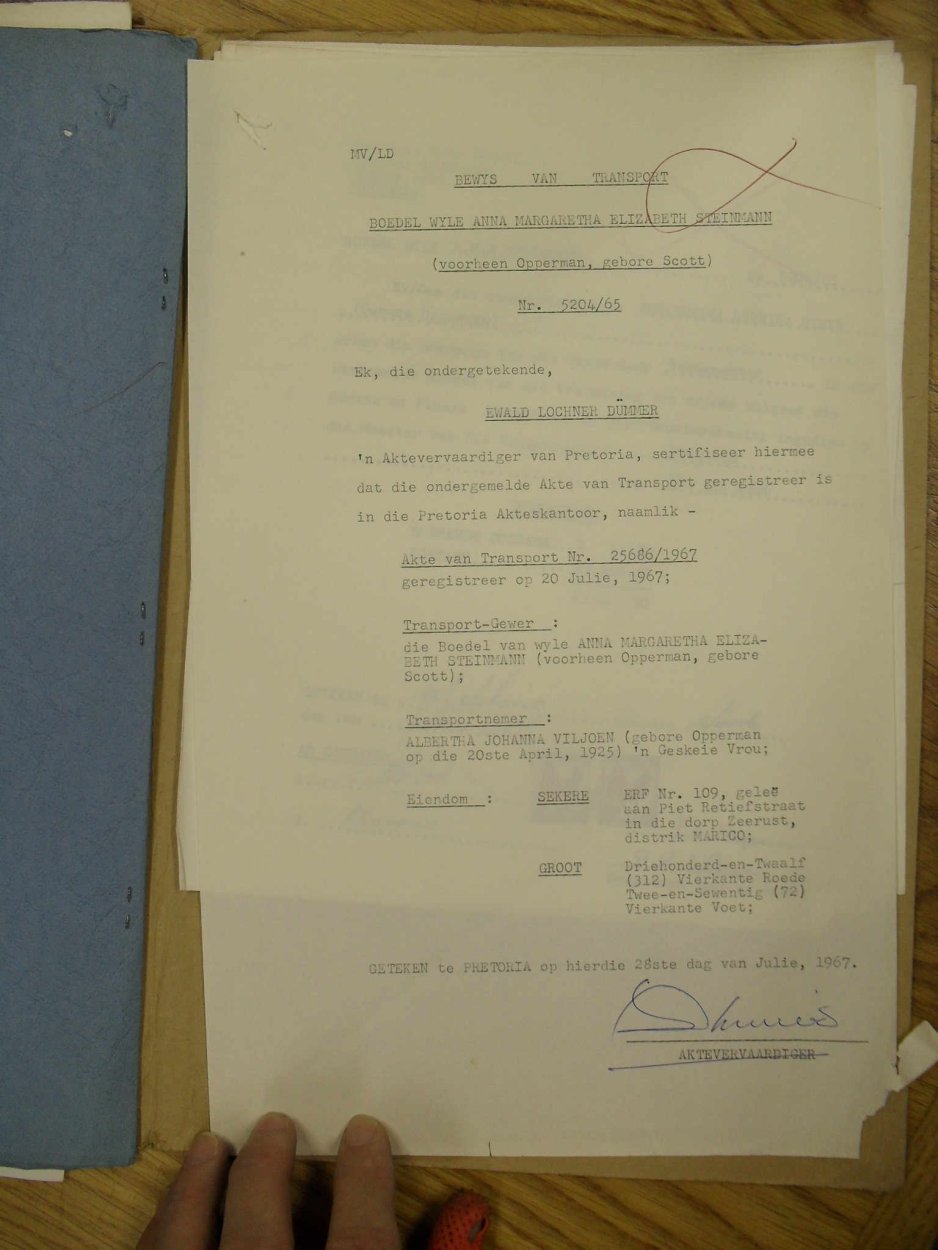 MV/LD
BEWYS VAN TRANSPORT
BOEDEL WYLE ANNA MARGARETHA ELIZABETH STEINMANN
(voorheen Opperman, gebore Scott)
Nr. 5204/65
Ek, die ondergetekende,
EWALD LOCHNER DÜMMER
'n Aktevervaardiger van Pretoria, sertifiseer hiermee
dat die ondergemelde Akte van Transport geregistreer is
in die Pretoria Akteskantoor, naamlik -
Akte van Transport Nr. 25686/1967
geregistreer op 20 Julie, 1967;
Transport-Gewer :
die Boedel van wyle ANNA MARGARETHA ELIZA-
BETH STEINMANN (voorheen Opperman, gebore
Scott);
Transportnemer :
ALBERTHA JOHANNA VILJOEN (gebore Opperman
op die 20ste April, 1925) 'n Geskeie Vrou;
Eiendom : SEKERE ERF Nr. 109, geleë
aan Piet Retiefstraat
in die dorp Zeerust,
distrik MARICO;
GROOT Driehonderd-en-Twaalf
(312) Vierkante Roede
Twee-en-Sewentig (72)
Vierkante Voet;
GETEKEN te PRETORIA op hierdie 28ste dag van Julie, 1967.
AKTEVERVAARDIGER